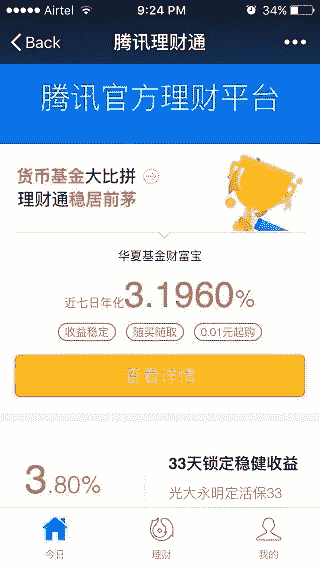 Airtel 9:24 PM 34%
Back 腾讯理财通
腾讯官方理财平台
货币基金大比拼
理财通稳居前茅
华夏基金财富宝
近七日年化3.1960%
收益稳定 随买随取 0.01元起购
查看详情
3.80%
33天锁定稳健收益
光大永明定活保33
今日 理财 我的